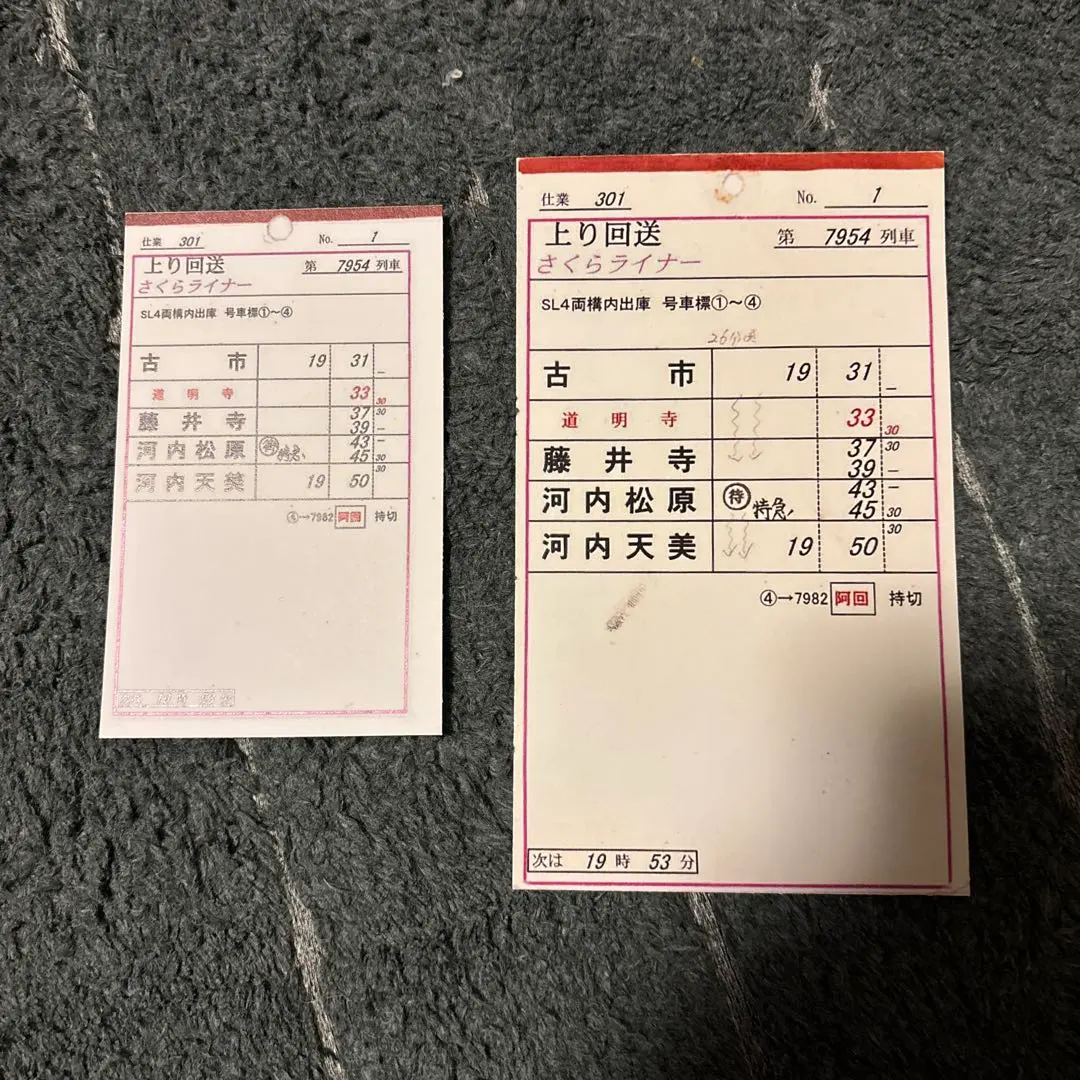 仕業 301 No. 1
上り回送 第 7954 列車
さくらライナー
SL4両構内出庫 号車標①～④
古市 19 31 －
道明寺 33 30
藤井寺 37 30
39 －
河内松原 待 特急 43 －
45 30
河内天美 19 50 30
④→7982 阿回 持切
仕業 301 No. 1
上り回送 第 7954 列車
さくらライナー
SL4両構内出庫 号車標①～④
古市 19 31 －
道明寺 33 30
藤井寺 37 30
39 －
河内松原 待 特急 43 －
45 30
河内天美 19 50 30
④→7982 阿回 持切
次は 19 時 53 分